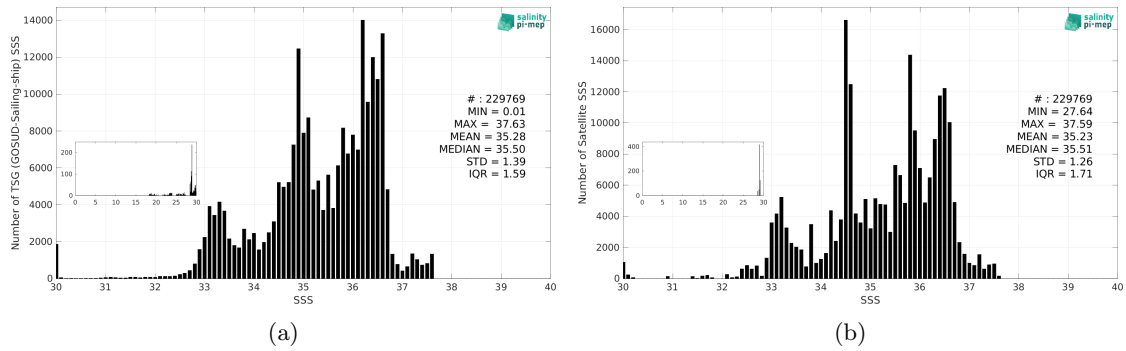 salinity
pi-mep
Number of TSG (GOSUD-Sailing-ship) SSS
14000
12000
10000
8000
6000
4000
2000
0
# : 229769
MIN = 0.01
MAX = 37.63
MEAN = 35.28
MEDIAN = 35.50
STD = 1.39
IQR = 1.59
200
100
0
0 5 10 15 20 25 30
30 31 32 33 34 35 36 37 38 39 40
SSS
(a)
salinity
pi-mep
Number of Satellite SSS
16000
14000
12000
10000
8000
6000
4000
2000
0
# : 229769
MIN = 27.64
MAX = 37.59
MEAN = 35.23
MEDIAN = 35.51
STD = 1.26
IQR = 1.71
400
200
0
0 5 10 15 20 25 30
30 31 32 33 34 35 36 37 38 39 40
SSS
(b)